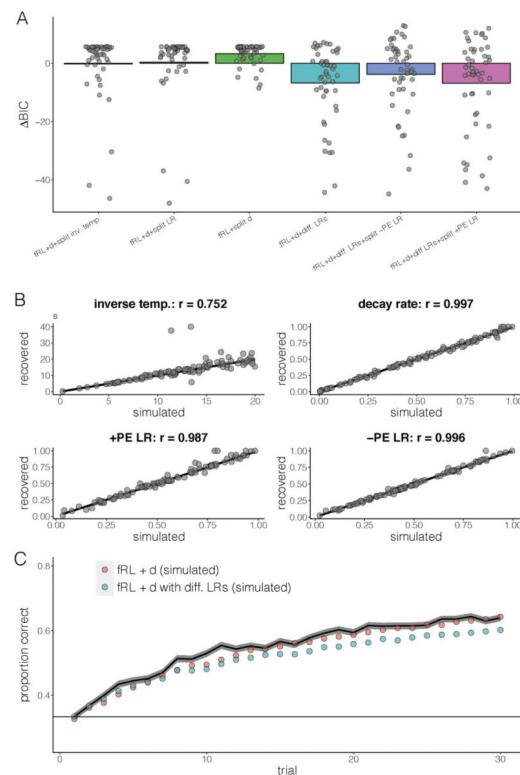 A
0
−20
−40
ΔBIC
fRL+d+split inv. temp.
fRL+d+split LR
fRL+split d
fRL+d+diff. LRs
fRL+d+diff. LRs+split −PE LR
fRL+d+diff. LRs+split +PE LR
B
B
inverse temp.: r = 0.752
40
30
20
10
0
recovered
0
5
10
15
20
simulated
decay rate: r = 0.997
1.00
0.75
0.50
0.25
0.00
recovered
0.00
0.25
0.50
0.75
1.00
simulated
+PE LR: r = 0.987
1.00
0.75
0.50
0.25
0.00
recovered
0.00
0.25
0.50
0.75
1.00
simulated
−PE LR: r = 0.996
1.00
0.75
0.50
0.25
0.00
recovered
0.00
0.25
0.50
0.75
1.00
simulated
C
0.8
0.6
0.4
proportion correct
fRL + d (simulated)
fRL + d with diff. LRs (simulated)
0
10
20
30
trial